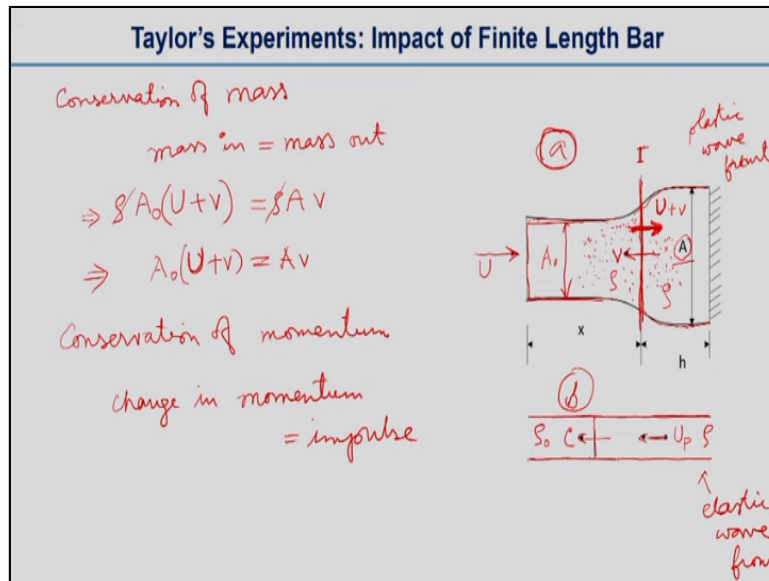 Taylor's Experiments: Impact of Finite Length Bar
Conservation of mass
mass in = mass out
⇒ ρA₀(U+v) = ρAv
⇒ A₀(U+v) = Av
Conservation of momentum
change in momentum
= impulse
a
I
plastic
wave
front
U+v
U
A₀
v
A
ρ
ρ
x
h
b
ρ₀ C
Uₚ ρ
elastic
wave
fron